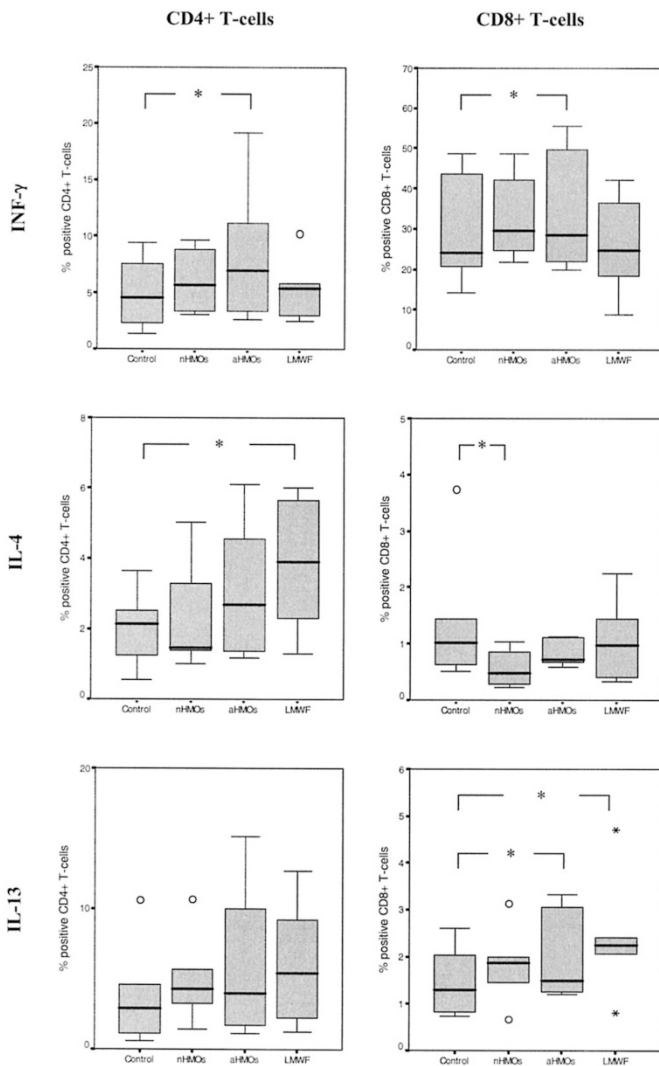 CD4+ T-cells
CD8+ T-cells
INF-γ
% positive CD4+ T-cells
25
20
15
10
5
0
*
Control
nHMOs
aHMOs
LMWF
% positive CD8+ T-cells
70
60
50
40
30
20
10
0
*
Control
nHMOs
aHMOs
LMWF
IL-4
% positive CD4+ T-cells
8
6
4
2
0
*
Control
nHMOs
aHMOs
LMWF
% positive CD8+ T-cells
5
4
3
2
1
0
*
Control
nHMOs
aHMOs
LMWF
IL-13
% positive CD4+ T-cells
20
10
0
Control
nHMOs
aHMOs
LMWF
% positive CD8+ T-cells
6
5
4
3
2
1
0
*
*
*
*
Control
nHMOs
aHMOs
LMWF